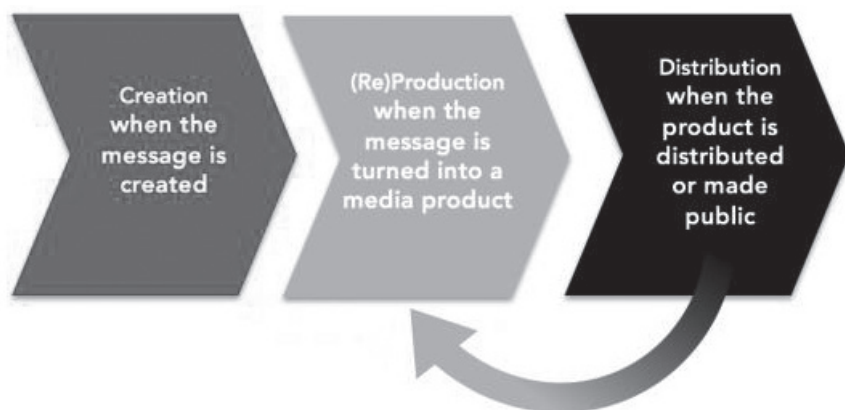 Creation
when the
message is
created
(Re)Production
when the
message is
turned into a
media product
Distribution
when the
product is
distributed
or made
public